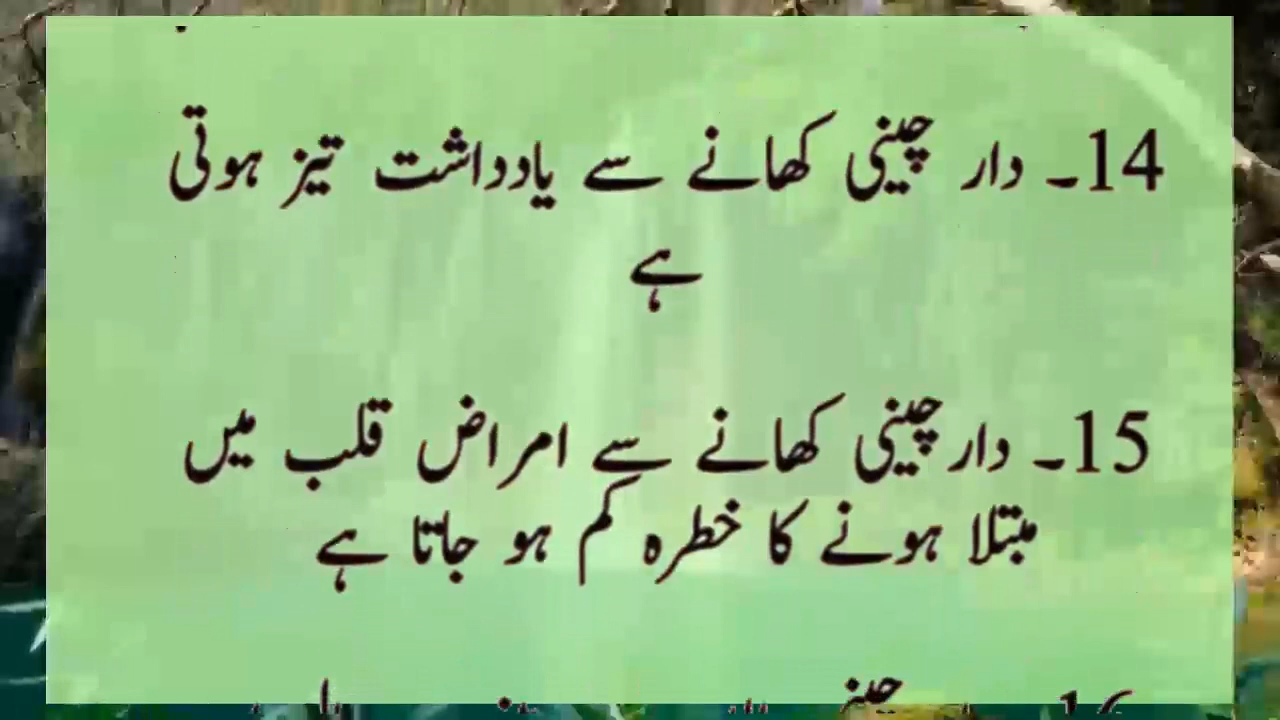 14۔ دار چینی کھانے سے یادداشت تیز ہوتی
ہے
15۔ دار چینی کھانے سے امراض قلب میں
مبتلا ہونے کا خطرہ کم ہو جاتا ہے